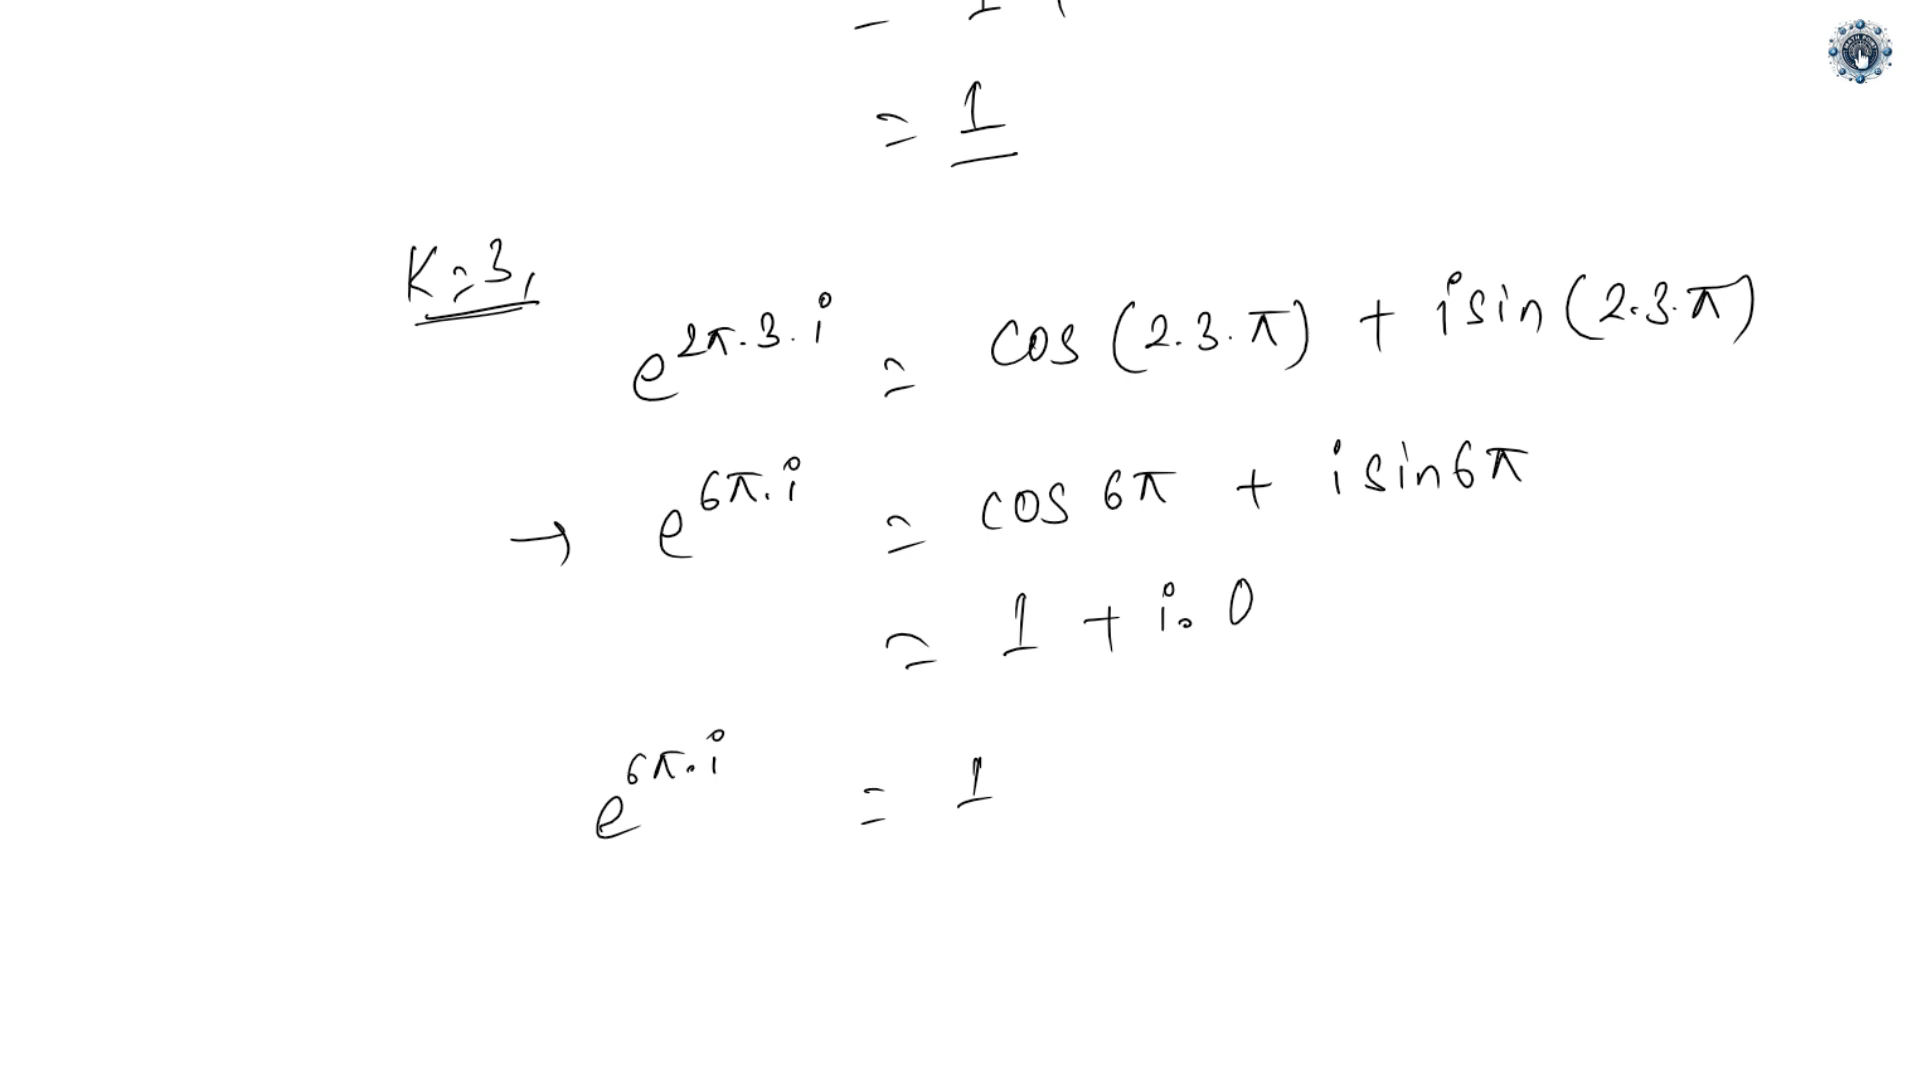 = 1
K=3,
e^{2π.3.i} = cos (2.3.π) + i sin (2.3.π)
→ e^{6π.i} = cos 6π + i sin 6π
= 1 + i. 0
e^{6π.i} = 1